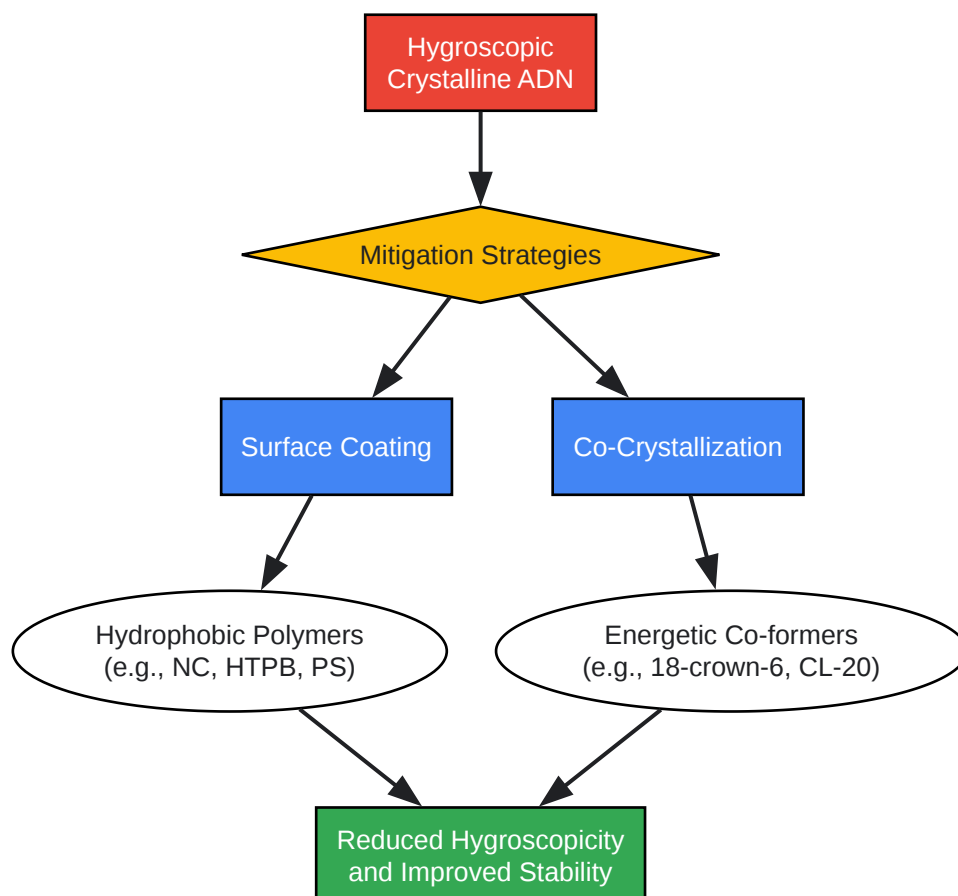 Hygroscopic
Crystalline ADN
Mitigation Strategies
Surface Coating
Co-Crystallization
Hydrophobic Polymers
(e.g., NC, HTPB, PS)
Energetic Co-formers
(e.g., 18-crown-6, CL-20)
Reduced Hygroscopicity
and Improved Stability